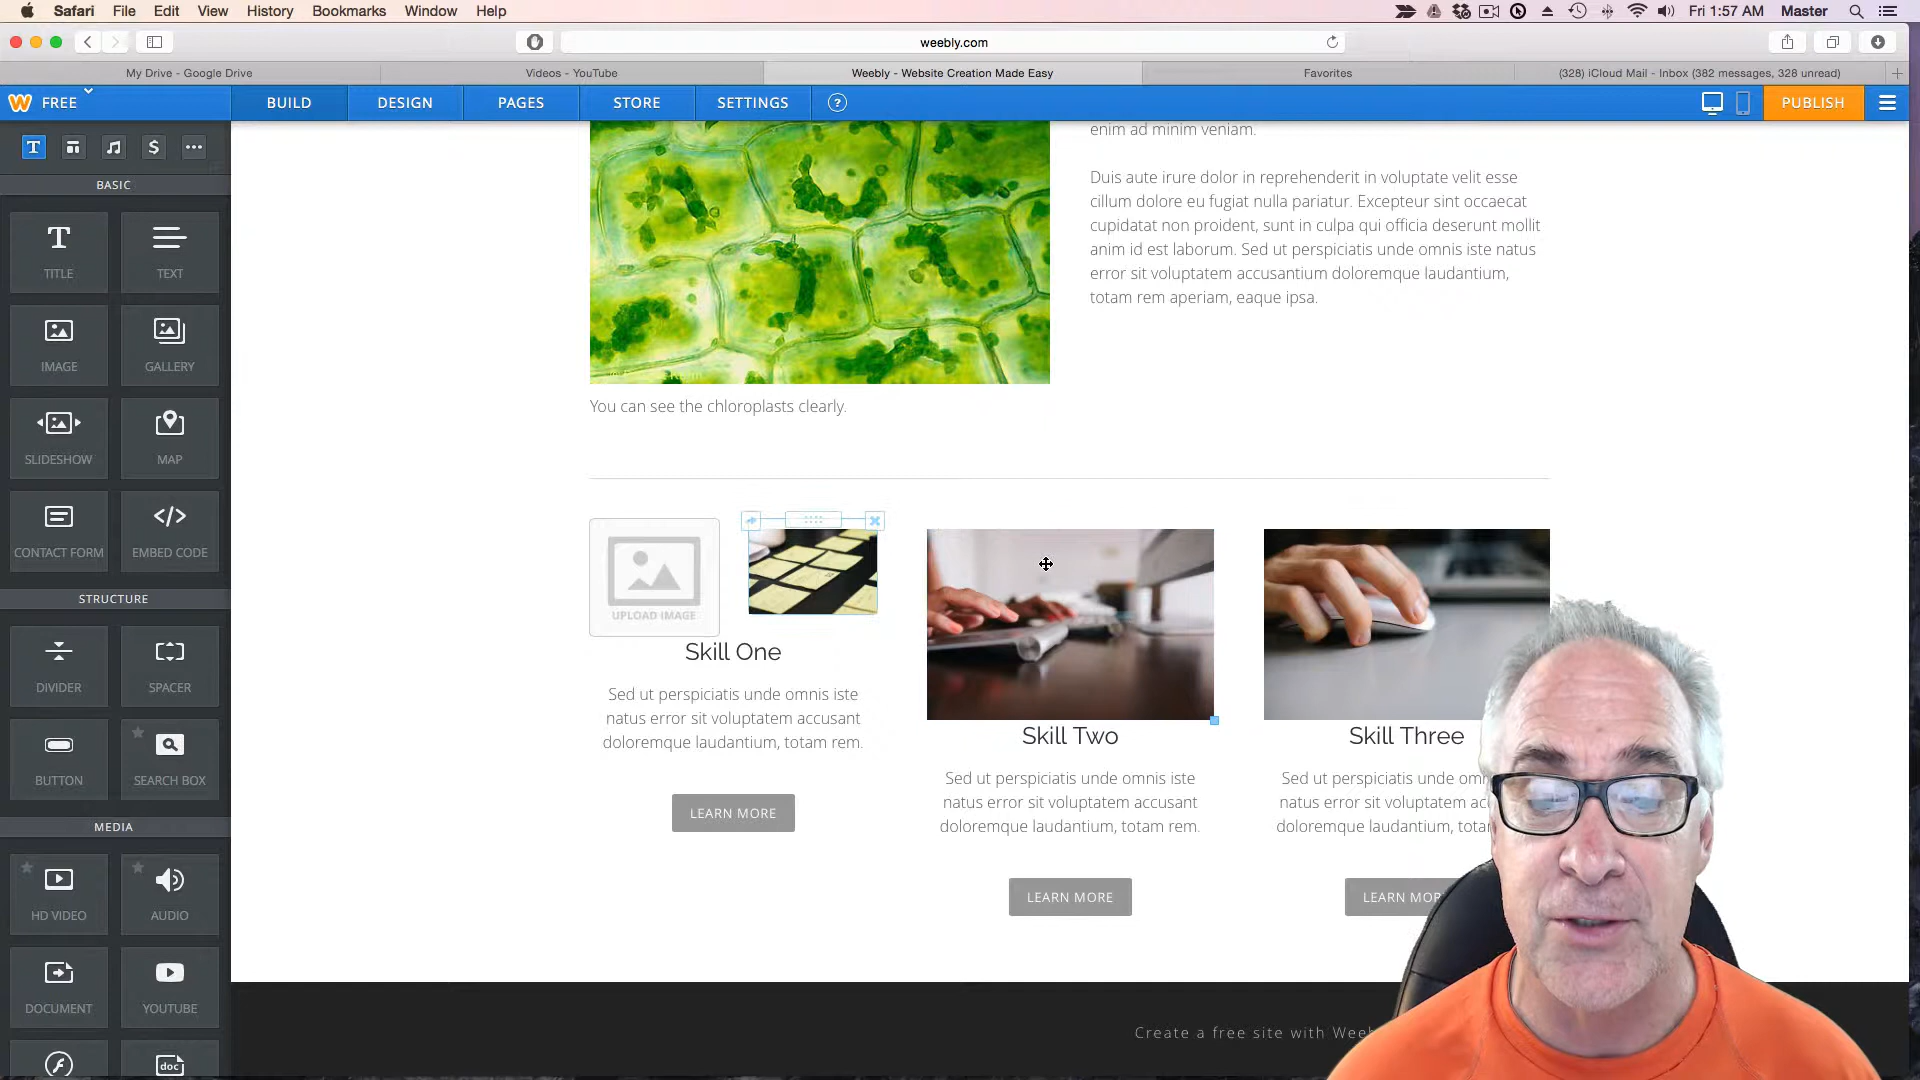 Safari File Edit View History Bookmarks Window Help Fri 1:57 AM Master
weebly.com
My Drive - Google Drive Videos - YouTube Weebly - Website Creation Made Easy Favorites (328) iCloud Mail - Inbox (382 messages, 328 unread)
FREE BUILD DESIGN PAGES STORE SETTINGS ? PUBLISH
BASIC
TITLE TEXT
IMAGE GALLERY
SLIDESHOW MAP
CONTACT FORM EMBED CODE
STRUCTURE
DIVIDER SPACER
BUTTON SEARCH BOX
MEDIA
HD VIDEO AUDIO
DOCUMENT YOUTUBE
doc
enim ad minim veniam.
Duis aute irure dolor in reprehenderit in voluptate velit esse
cillum dolore eu fugiat nulla pariatur. Excepteur sint occaecat
cupidatat non proident, sunt in culpa qui officia deserunt mollit
anim id est laborum. Sed ut perspiciatis unde omnis iste natus
error sit voluptatem accusantium doloremque laudantium,
totam rem aperiam, eaque ipsa.
You can see the chloroplasts clearly.
UPLOAD IMAGE
Skill One
Sed ut perspiciatis unde omnis iste
natus error sit voluptatem accusant
doloremque laudantium, totam rem.
LEARN MORE
Skill Two
Sed ut perspiciatis unde omnis iste
natus error sit voluptatem accusant
doloremque laudantium, totam rem.
LEARN MORE
Skill Three
Sed ut perspiciatis unde om
natus error sit voluptatem ac
doloremque laudantium, tota
LEARN MOR
Create a free site with Weeb